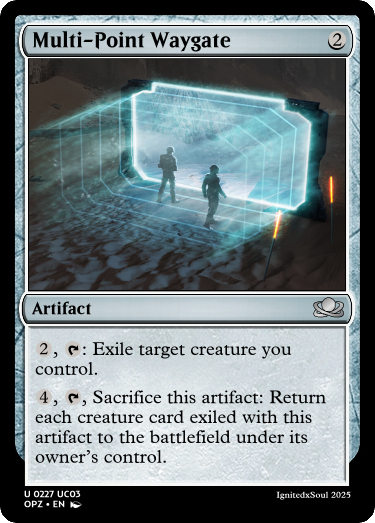 Multi-Point Waygate 2
Artifact
2, : Exile target creature you
control.
4, , Sacrifice this artifact: Return
each creature card exiled with this
artifact to the battlefield under its
owner's control.
U 0227 UC03
OPZ • EN IgnitedxSoul 2025